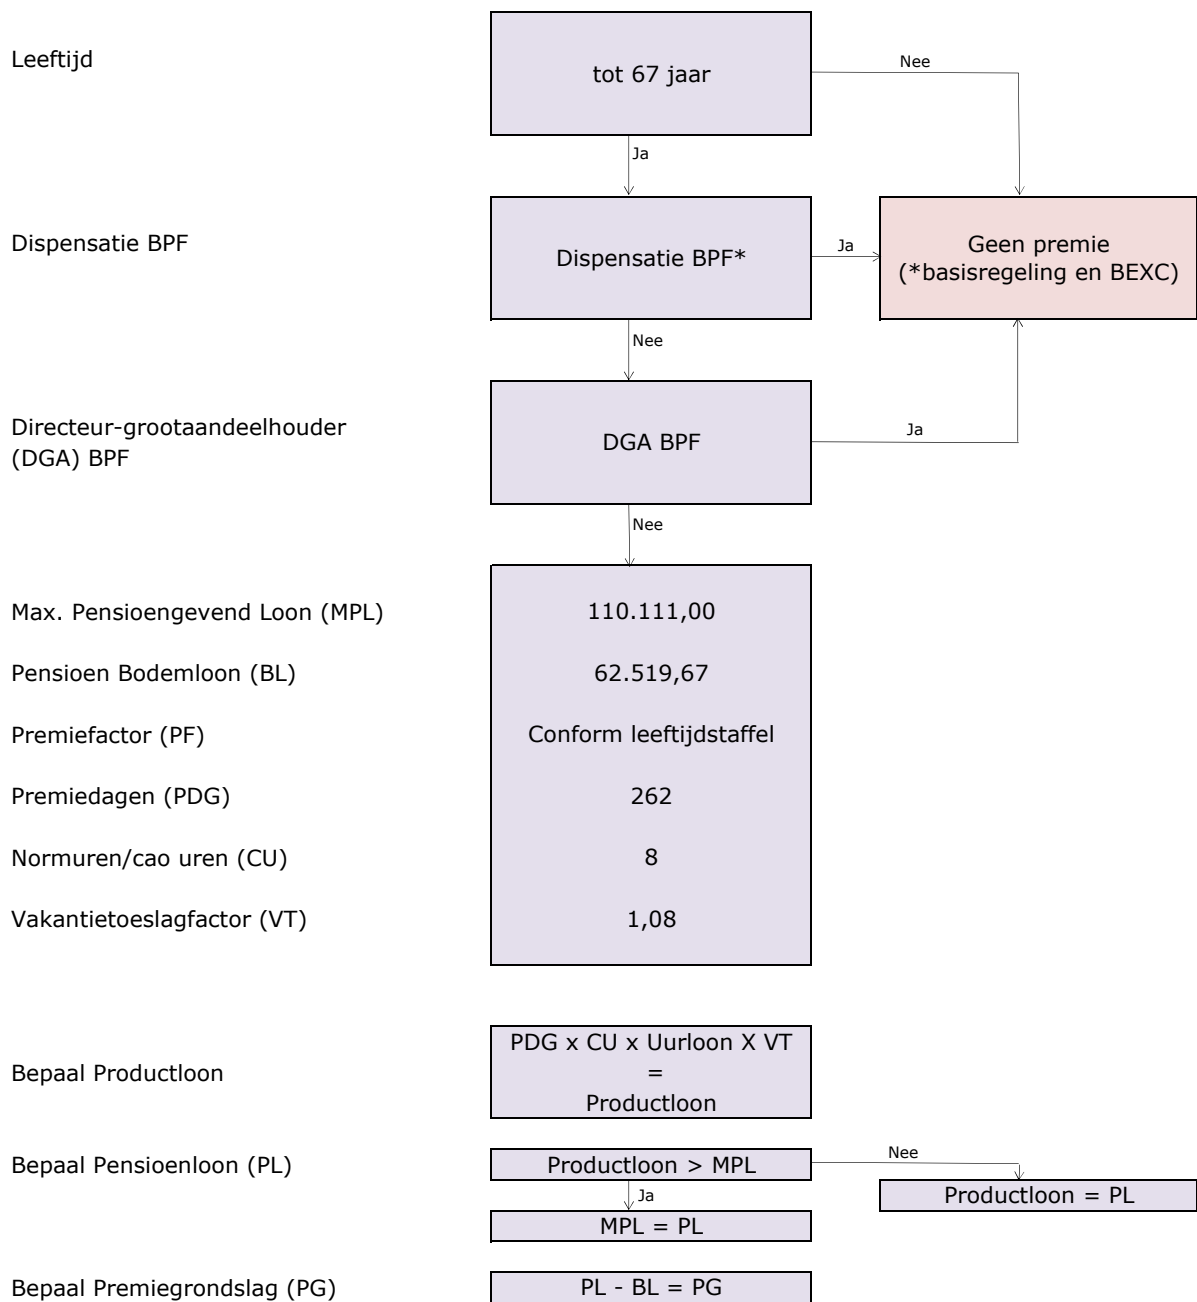 Leeftijd
tot 67 jaar
Nee
Ja
Dispensatie BPF
Dispensatie BPF*
Ja
Geen premie
(*basisregeling en BEXC)
Nee
Directeur-grootaandeelhouder
(DGA) BPF
DGA BPF
Ja
Nee
Max. Pensioengevend Loon (MPL)
110.111,00
Pensioen Bodemloon (BL)
62.519,67
Premiefactor (PF)
Conform leeftijdstaffel
Premiedagen (PDG)
262
Normuren/cao uren (CU)
8
Vakantietoeslagfactor (VT)
1,08
Bepaal Productloon
PDG x CU x Uurloon X VT
=
Productloon
Bepaal Pensioenloon (PL)
Productloon > MPL
Nee
Ja
Productloon = PL
MPL = PL
Bepaal Premiegrondslag (PG)
PL - BL = PG